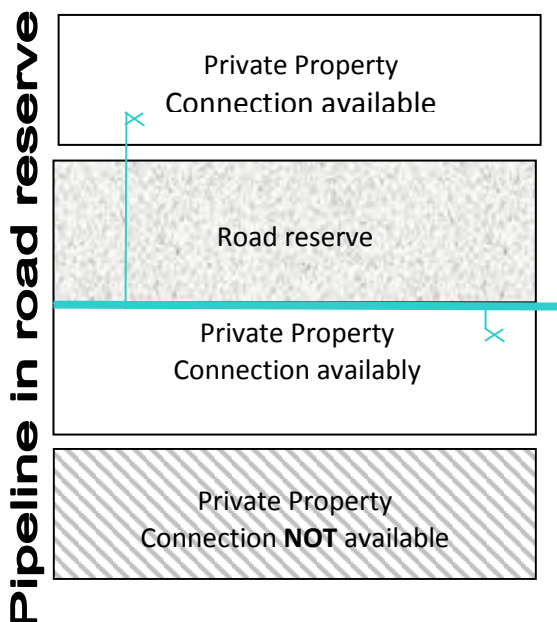 Pipeline in road reserve
Private Property
Connection available
Road reserve
Private Property
Connection availably
Private Property
Connection NOT available